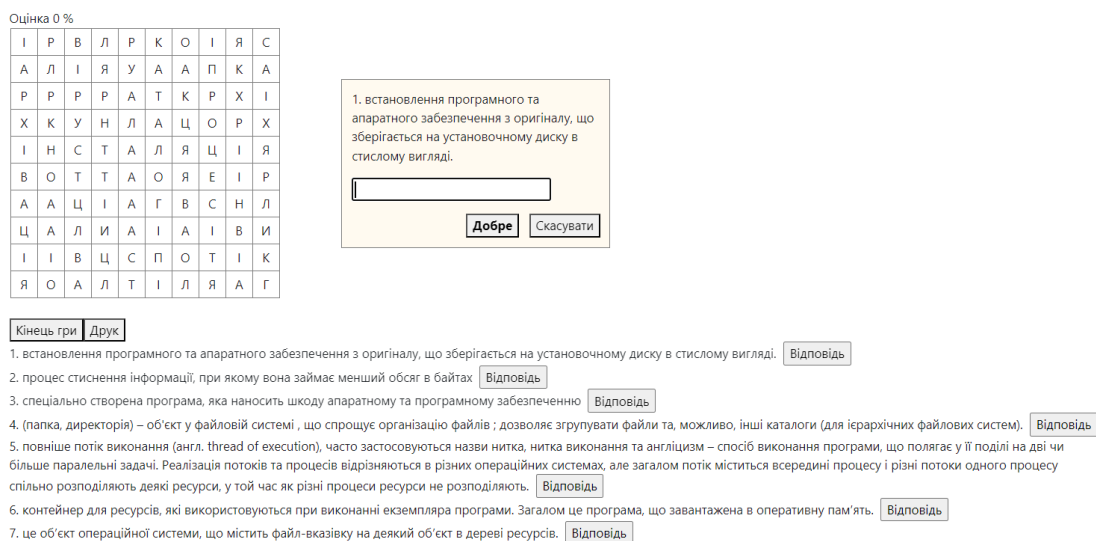 Оцінка 0 %
І Р В Л Р К О І Я С
А Л І Я У А А П К А
Р Р Р Р А Т К Р Х І
Х К У Н Л А Ц О Р Х
І Н С Т А Л Я Ц І Я
В О Т Т А О Я Е І Р
А А Ц І А Г В С Н Л
Ц А Л И А І А І В И
І І В Ц С П О Т І К
Я О А Л Т І Л Я А Г
1. встановлення програмного та
апаратного забезпечення з оригіналу, що
зберігається на установочному диску в
стислому вигляді.
Добре Скасувати
Кінець гри Друк
1. встановлення програмного та апаратного забезпечення з оригіналу, що зберігається на установочному диску в стислому вигляді. Відповідь
2. процес стиснення інформації, при якому вона займає менший обсяг в байтах Відповідь
3. спеціально створена програма, яка наносить шкоду апаратному та програмному забезпеченню Відповідь
4. (папка, директорія) – об'єкт у файловій системі , що спрощує організацію файлів ; дозволяє згрупувати файли та, можливо, інші каталоги (для ієрархічних файлових систем). Відповідь
5. повніше потік виконання (англ. thread of execution), часто застосовуються назви нитка, нитка виконання та англіцизм – спосіб виконання програми, що полягає у її поділі на дві чи
більше паралельні задачі. Реалізація потоків та процесів відрізняються в різних операційних системах, але загалом потік міститься всередині процесу і різні потоки одного процесу
спільно розподіляють деякі ресурси, у той час як різні процеси ресурси не розподіляють. Відповідь
6. контейнер для ресурсів, які використовуються при виконанні екземпляра програми. Загалом це програма, що завантажена в оперативну пам'ять. Відповідь
7. це об'єкт операційної системи, що містить файл-вказівку на деякий об'єкт в дереві ресурсів. Відповідь